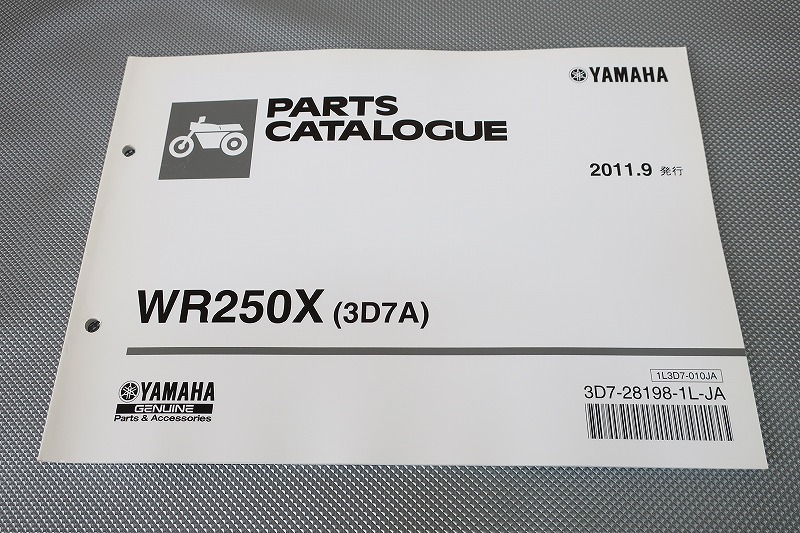 YAMAHA
PARTS
CATALOGUE
2011.9 発行
WR250X (3D7A)
YAMAHA
GENUINE
Parts & Accessories
1L3D7-010JA
3D7-28198-1L-JA